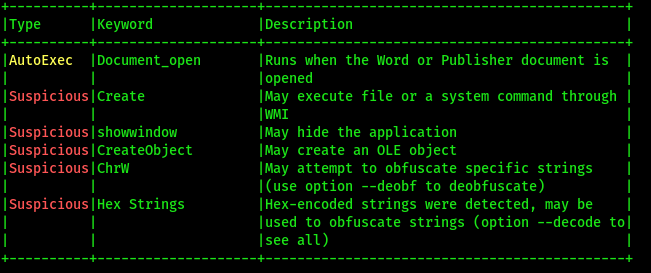 +----------+--------------------+---------------------------------------------+
|Type      |Keyword             |Description                                  |
+----------+--------------------+---------------------------------------------+
|AutoExec  |Document_open       |Runs when the Word or Publisher document is  |
|          |                    |opened                                       |
|Suspicious|Create              |May execute file or a system command through |
|          |                    |WMI                                          |
|Suspicious|showwindow          |May hide the application                     |
|Suspicious|CreateObject        |May create an OLE object                     |
|Suspicious|ChrW                |May attempt to obfuscate specific strings    |
|          |                    |(use option --deobf to deobfuscate)          |
|Suspicious|Hex Strings         |Hex-encoded strings were detected, may be    |
|          |                    |used to obfuscate strings (option --decode to|
|          |                    |see all)                                     |
+----------+--------------------+---------------------------------------------+